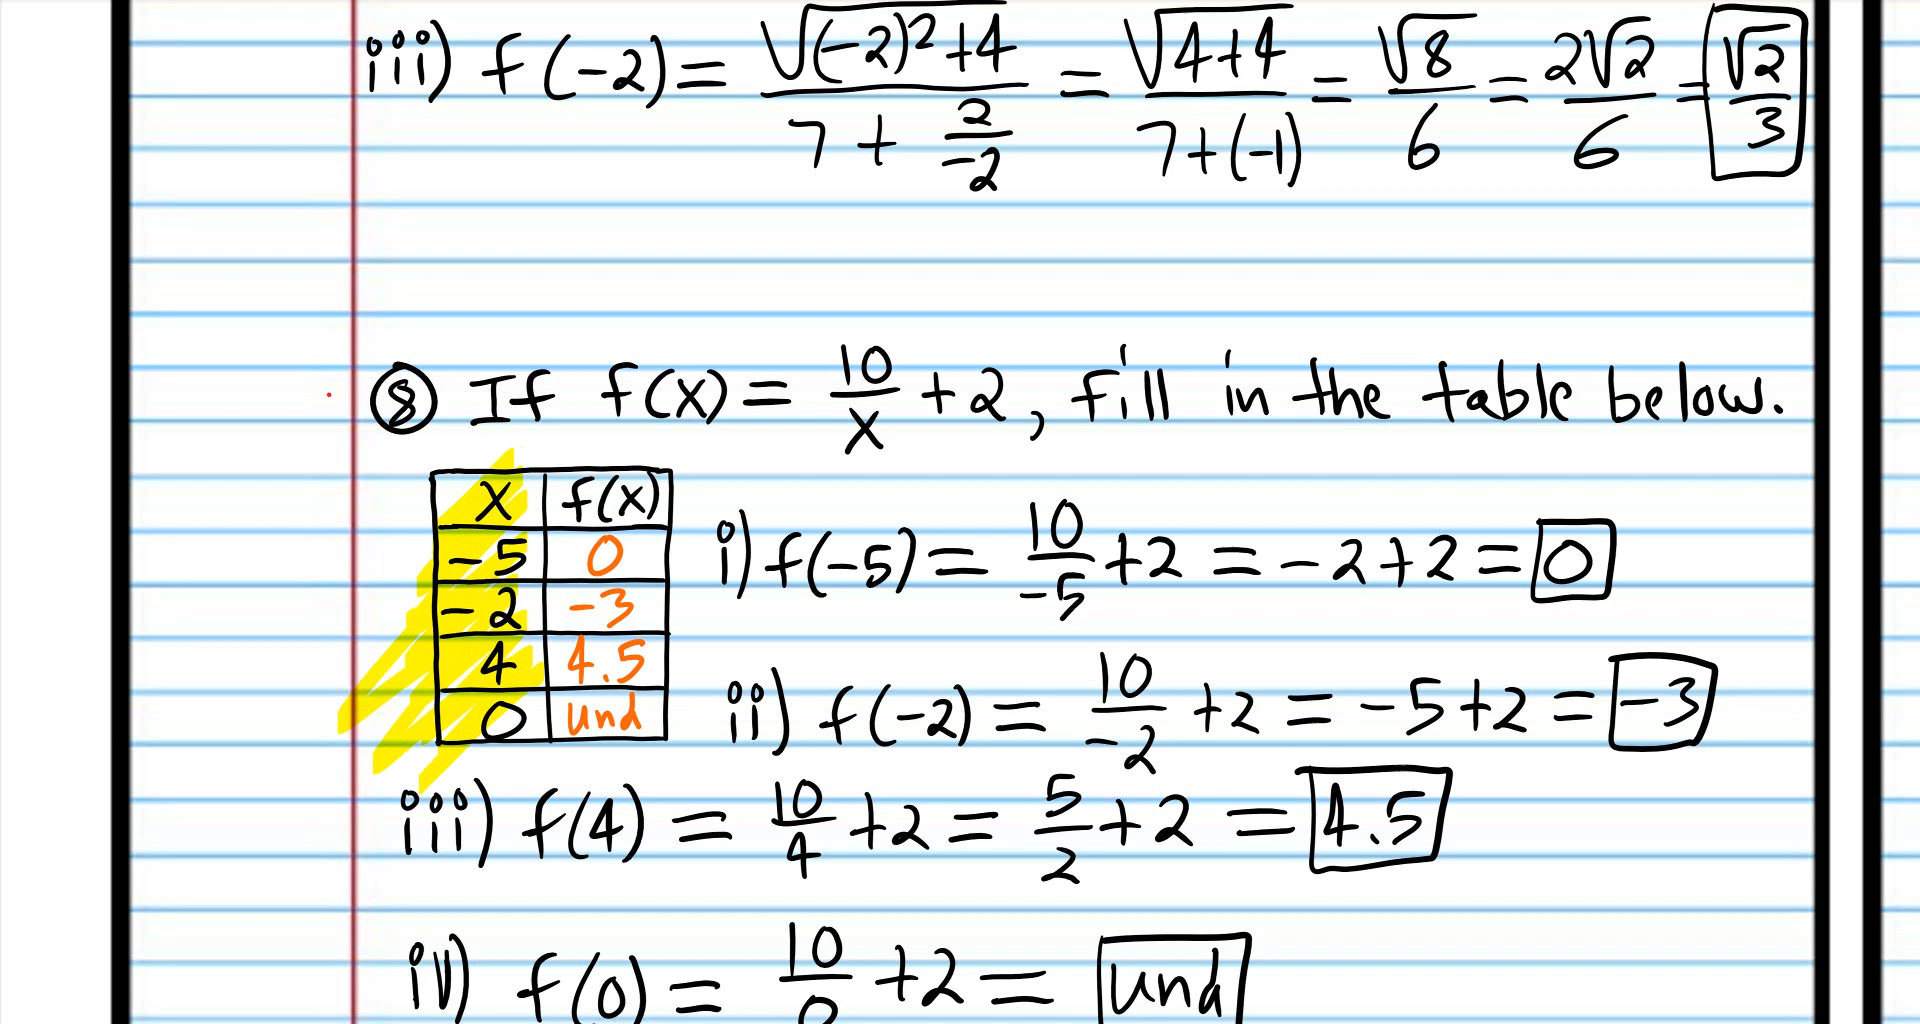 iii) f(-2) = √((-2)²+4) / (7 + 2/-2) = √(4+4) / (7+(-1)) = √8/6 = 2√2/6 = √2/3
⑧ If f(x) = 10/x + 2, fill in the table below.
x f(x)
-5 0
-2 -3
4 4.5
0 und
i) f(-5) = 10/-5 + 2 = -2+2 = 0
ii) f(-2) = 10/-2 + 2 = -5+2 = -3
iii) f(4) = 10/4 + 2 = 5/2 + 2 = 4.5
iv) f(0) = 10/0 + 2 = und